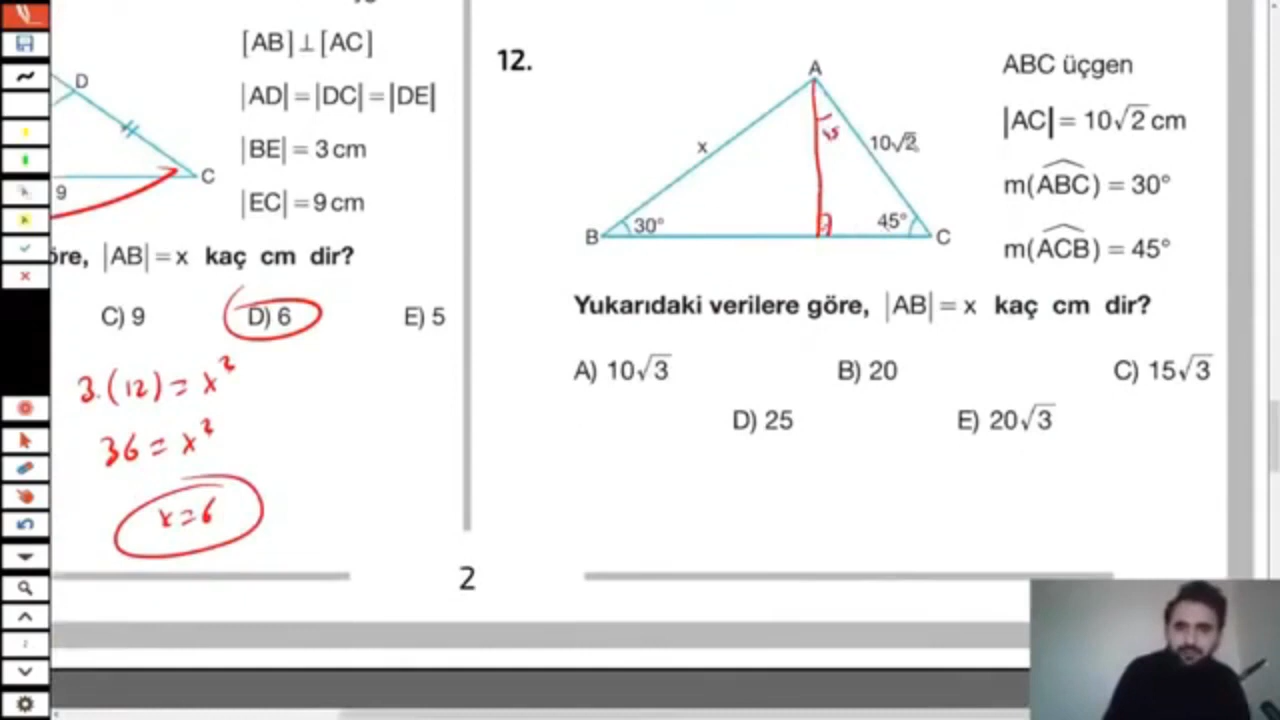 D
C
9
[AB] ⊥ [AC]
|AD| = |DC| = |DE|
|BE| = 3 cm
|EC| = 9 cm
öre, |AB| = x kaç cm dir?
C) 9 D) 6 E) 5
3.(12) = x²
36 = x²
x = 6
12.
A
x
10√2
B
30°
45°
C
ABC üçgen
|AC| = 10√2 cm
m(ABC) = 30°
m(ACB) = 45°
Yukarıdaki verilere göre, |AB| = x kaç cm dir?
A) 10√3 B) 20 C) 15√3
D) 25 E) 20√3
2